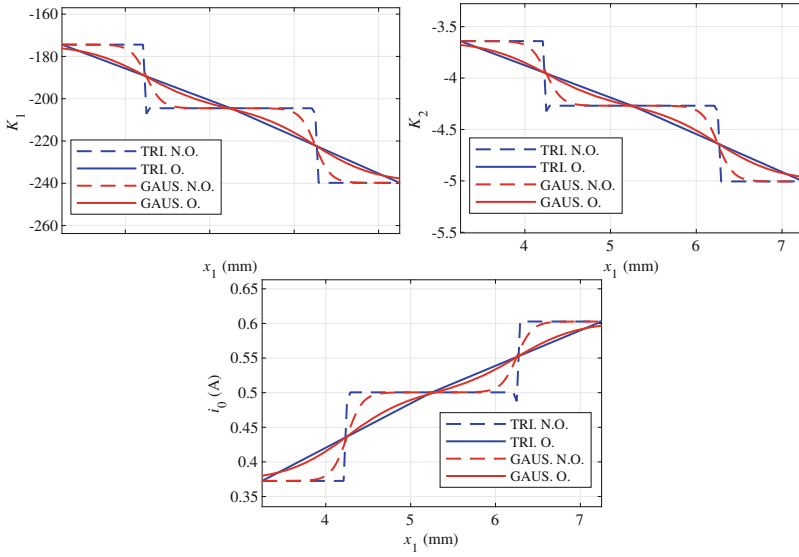 -160
-180
-200
-220
-240
-260
K1
TRI. N.O.
TRI. O.
GAUS. N.O.
GAUS. O.
x1 (mm)
-3.5
-4
-4.5
-5
-5.5
K2
TRI. N.O.
TRI. O.
GAUS. N.O.
GAUS. O.
4 5 6 7
x1 (mm)
0.65
0.6
0.55
0.5
0.45
0.4
0.35
i0 (A)
TRI. N.O.
TRI. O.
GAUS. N.O.
GAUS. O.
4 5 6 7
x1 (mm)